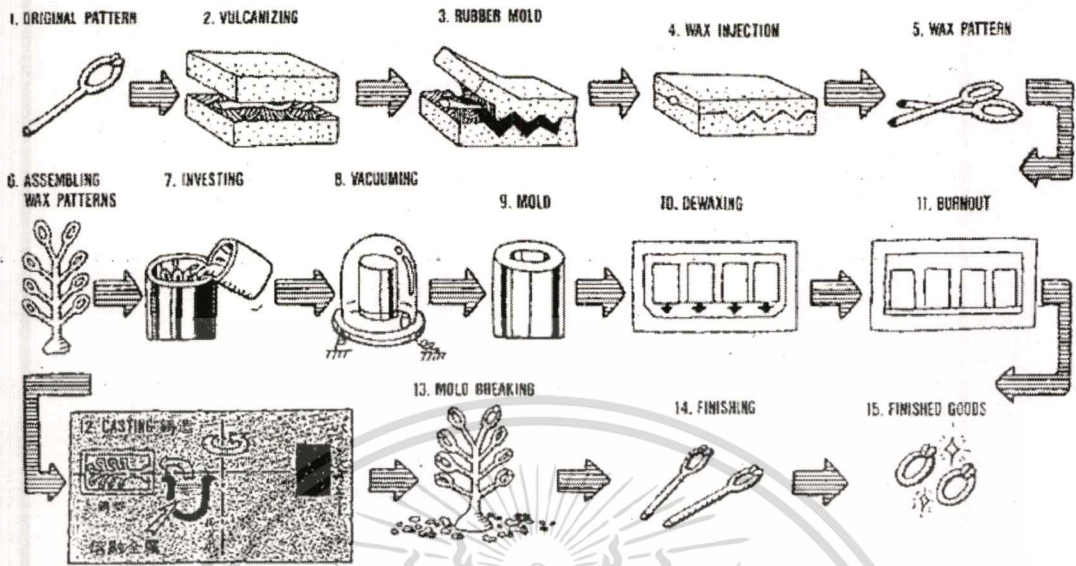 1. ORIGINAL PATTERN
2. VULCANIZING
3. RUBBER MOLD
4. WAX INJECTION
5. WAX PATTERN
6. ASSEMBLING
WAX PATTERNS
7. INVESTING
8. VACUUMING
9. MOLD
10. DEWAXING
11. BURNOUT
12. CASTING
13. MOLD BREAKING
14. FINISHING
15. FINISHED GOODS